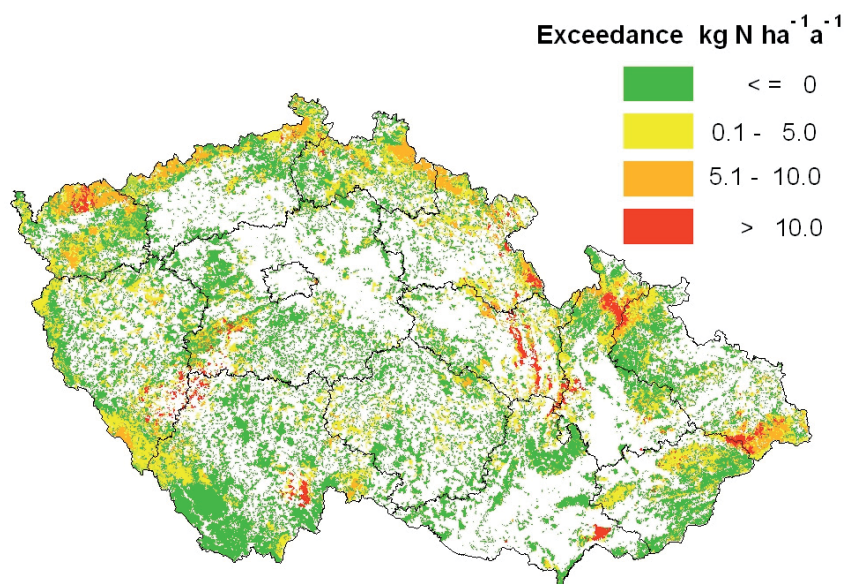 Exceedance kg N ha⁻¹a⁻¹
< = 0
0.1 - 5.0
5.1 - 10.0
> 10.0